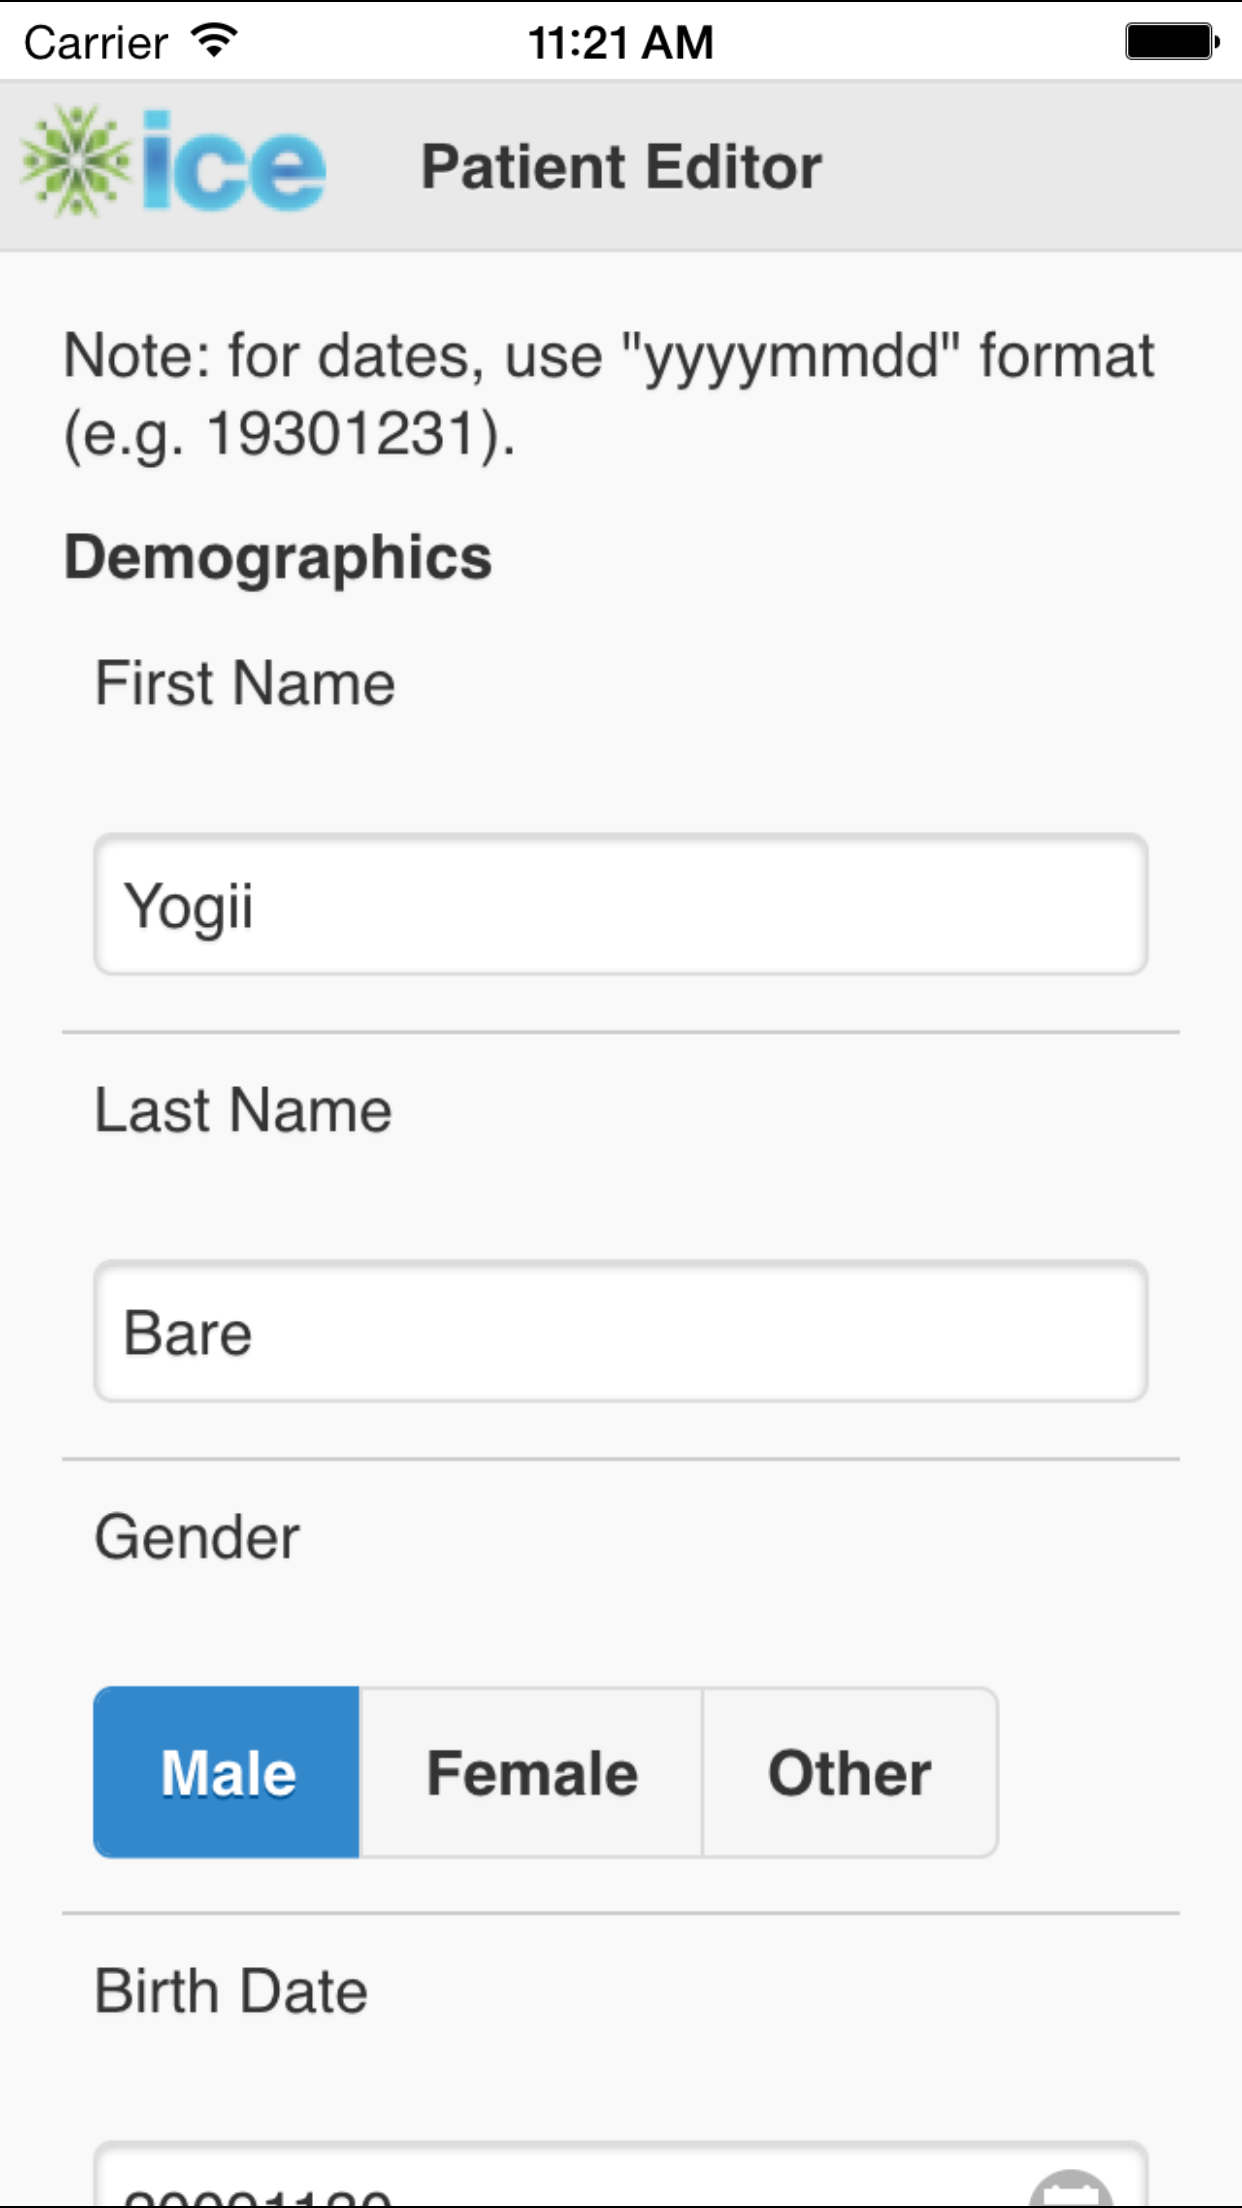 Carrier 11:21 AM
ice Patient Editor
Note: for dates, use "yyyymmdd" format
(e.g. 19301231).
Demographics
First Name
Yogii
Last Name
Bare
Gender
Male Female Other
Birth Date